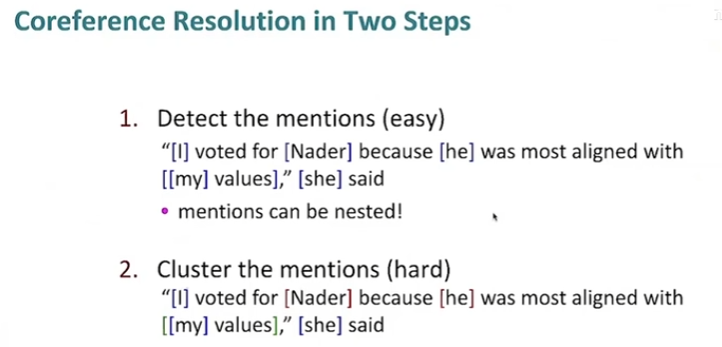 Coreference Resolution in Two Steps
1. Detect the mentions (easy)
“[I] voted for [Nader] because [he] was most aligned with
[[my] values],” [she] said
• mentions can be nested!
2. Cluster the mentions (hard)
“[I] voted for [Nader] because [he] was most aligned with
[[my] values],” [she] said